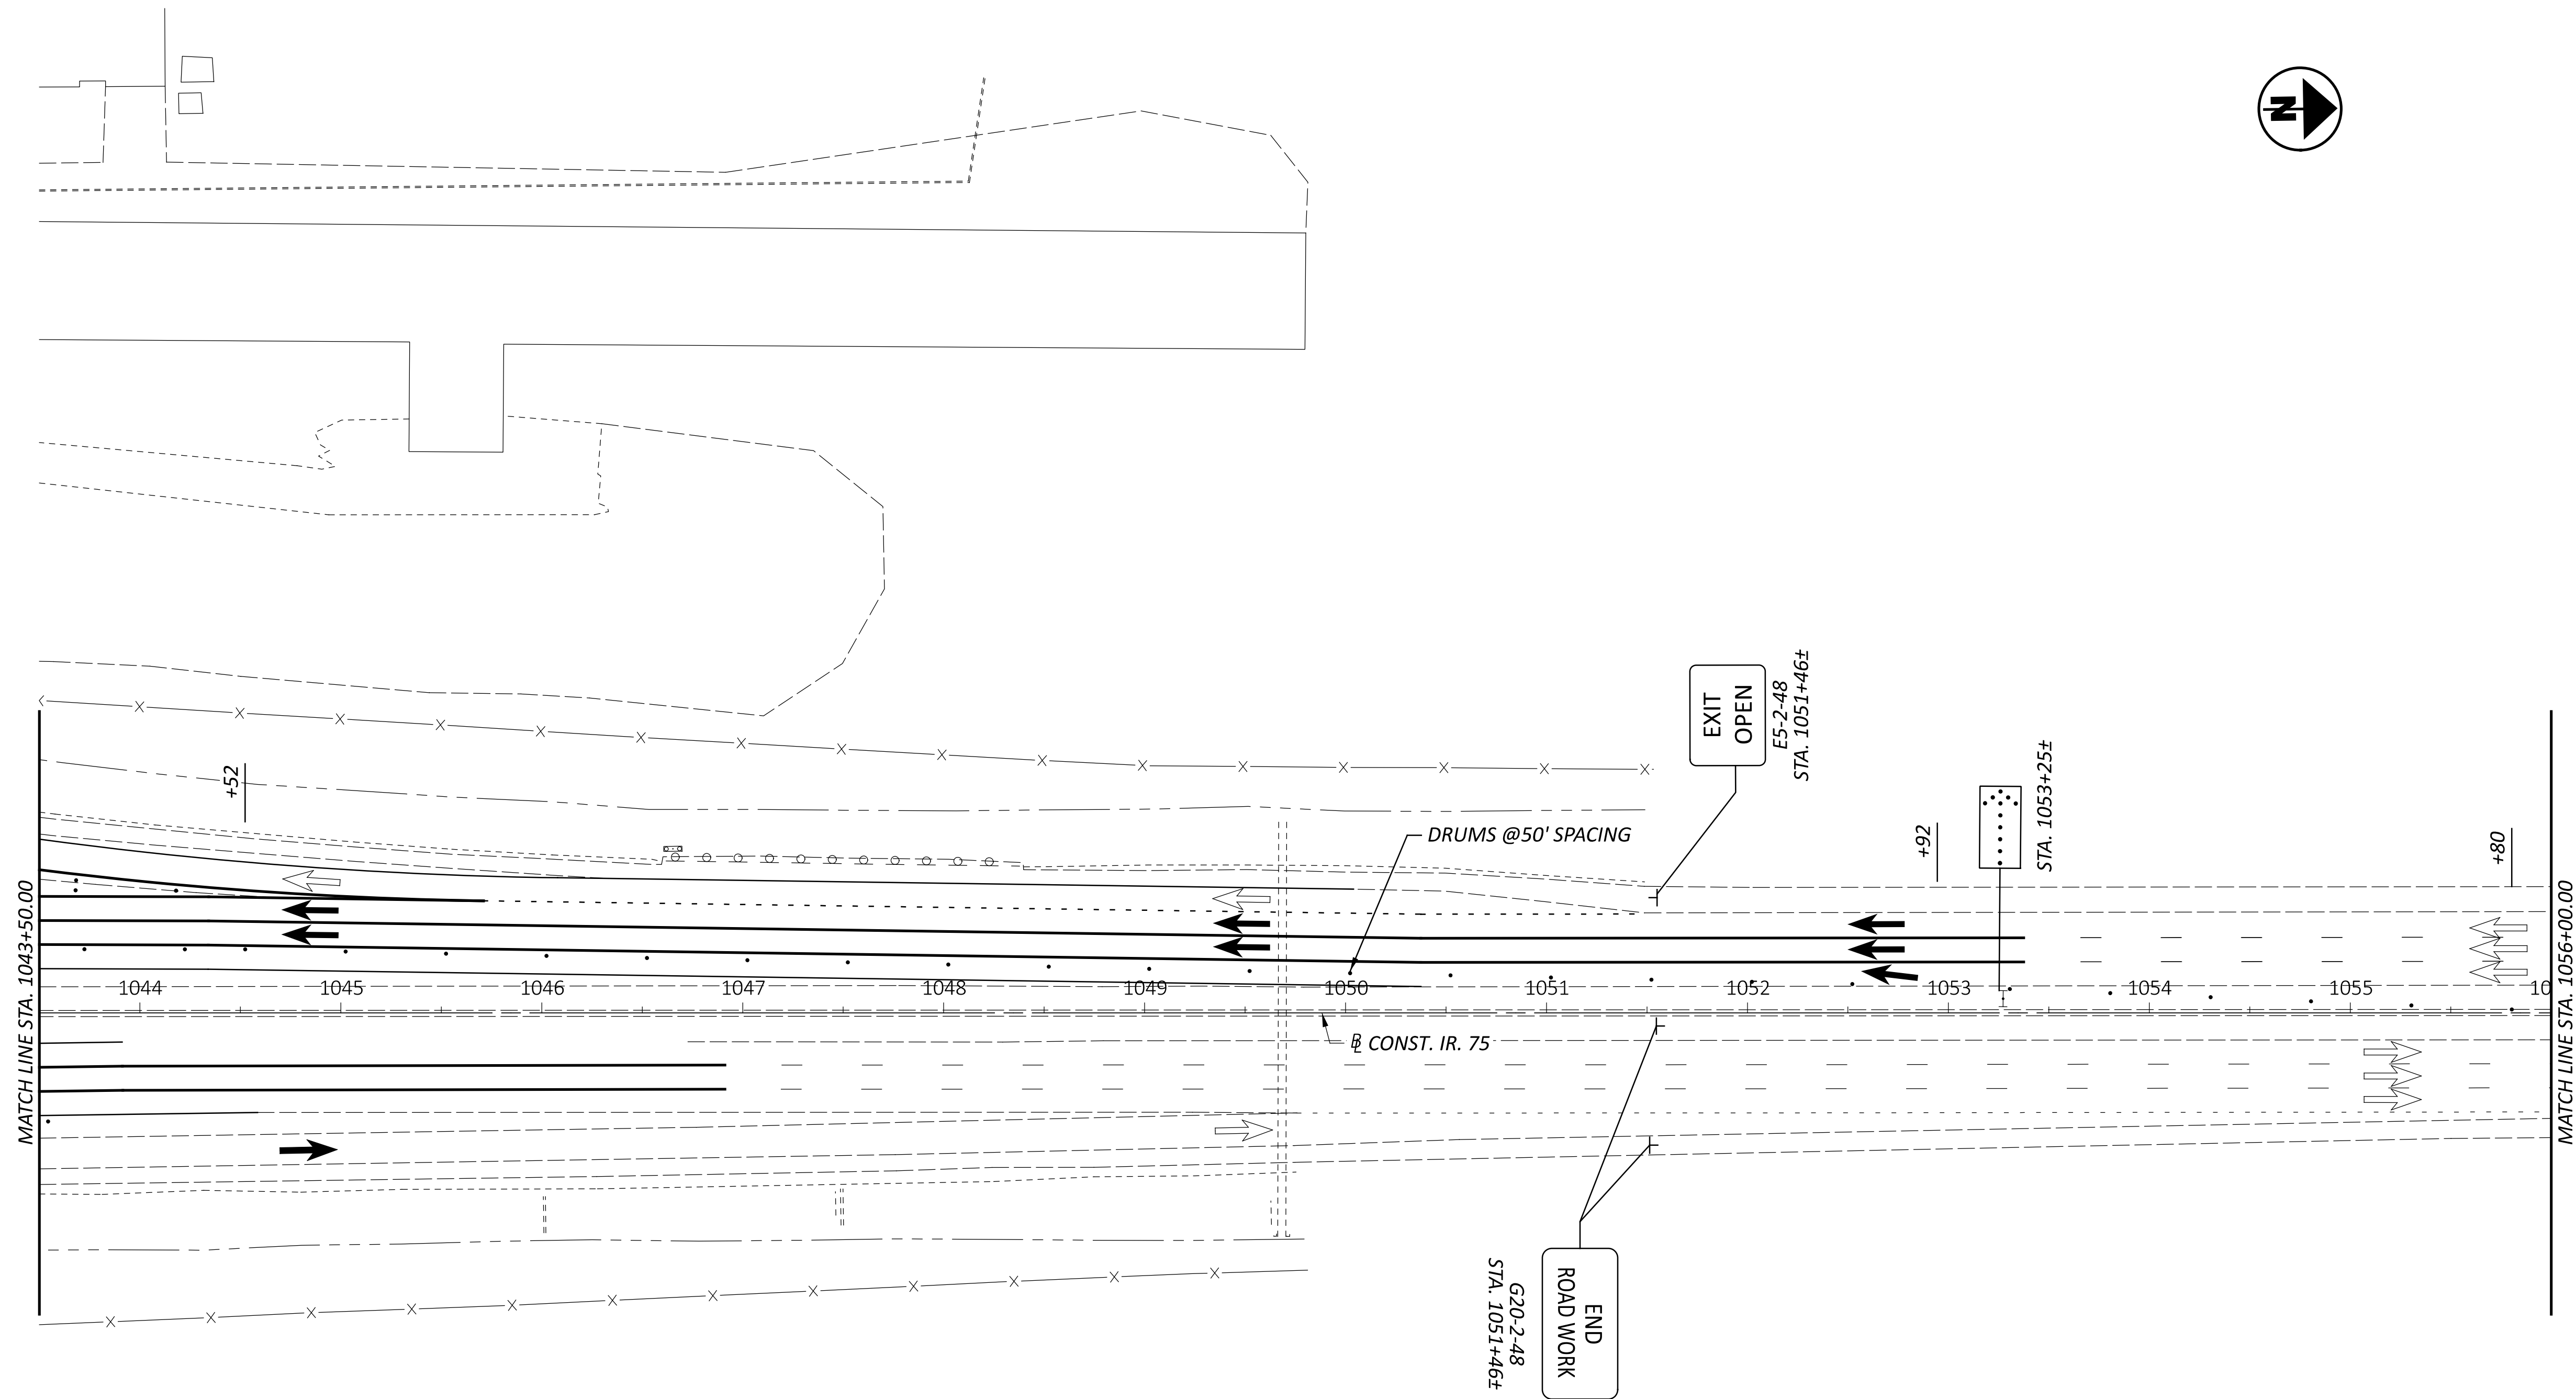 N
EXIT
OPEN
E5-2-48
STA. 1051+46±
+52
STA. 1053+25±
+92
+80
DRUMS @50' SPACING
MATCH LINE STA. 1043+50.00
MATCH LINE STA. 1056+00.00
1044
1045
1046
1047
1048
1049
1050
1051
1052
1053
1054
1055
10
BL CONST. IR. 75
END
ROAD WORK
G20-2-48
STA. 1051+46±